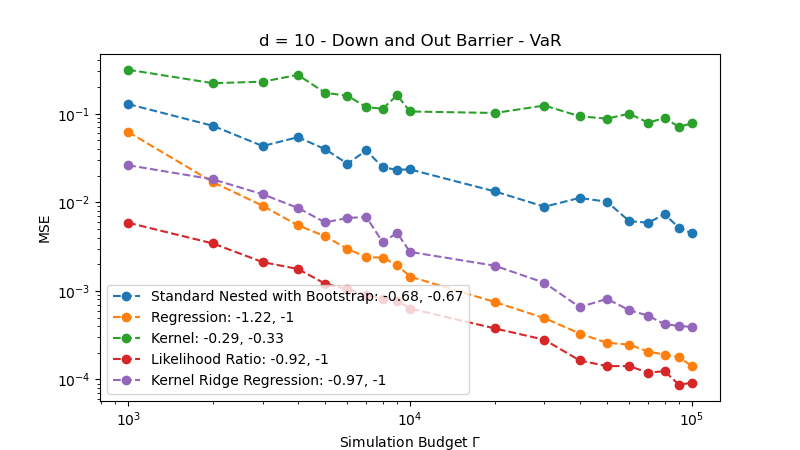 d = 10 - Down and Out Barrier - VaR
MSE
10⁻¹
10⁻²
10⁻³
10⁻⁴
Standard Nested with Bootstrap: -0.68, -0.67
Regression: -1.22, -1
Kernel: -0.29, -0.33
Likelihood Ratio: -0.92, -1
Kernel Ridge Regression: -0.97, -1
10³ 10⁴ 10⁵
Simulation Budget Γ